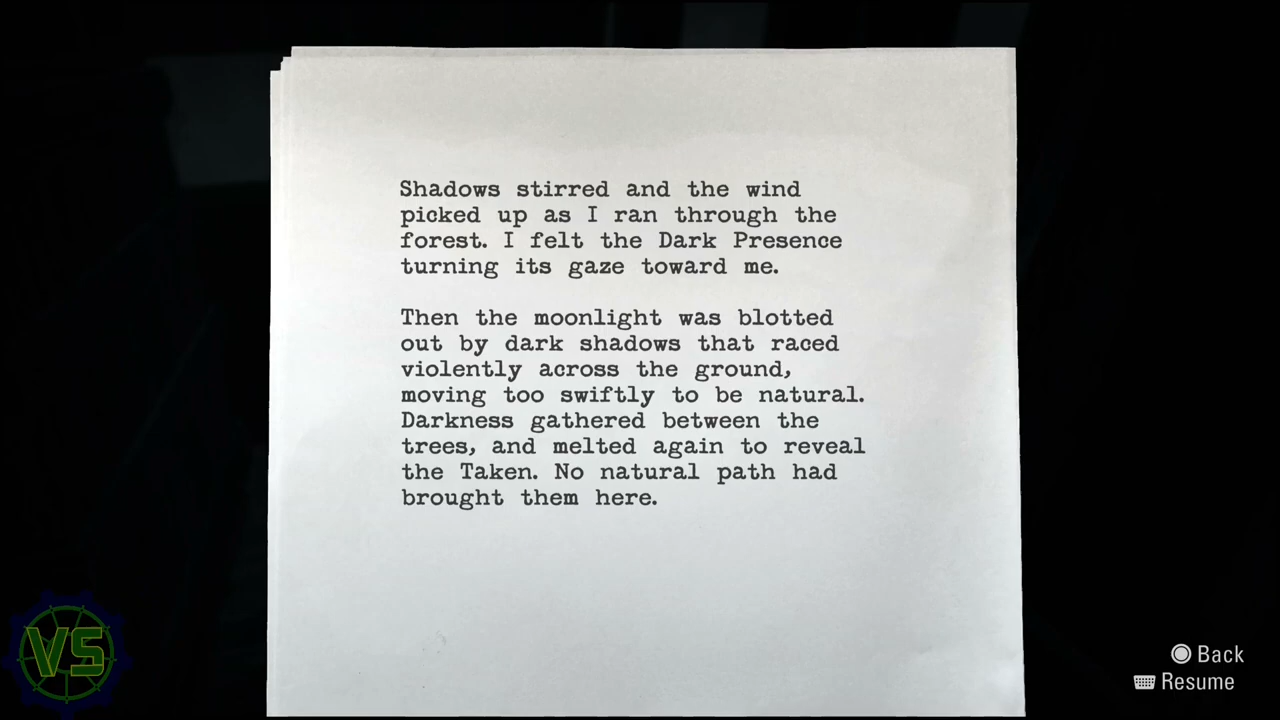 Shadows stirred and the wind
picked up as I ran through the
forest. I felt the Dark Presence
turning its gaze toward me.
Then the moonlight was blotted
out by dark shadows that raced
violently across the ground,
moving too swiftly to be natural.
Darkness gathered between the
trees, and melted again to reveal
the Taken. No natural path had
brought them here.
VS
Back
Resume